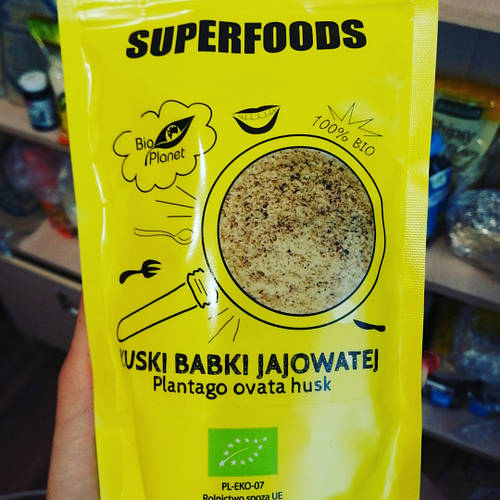 SUPERFOODS
Bio
Planet
100% BIO
USKI BABKI JAJOWATEJ
Plantago ovata husk
PL-EKO-07
Rolnictwo spoza UE